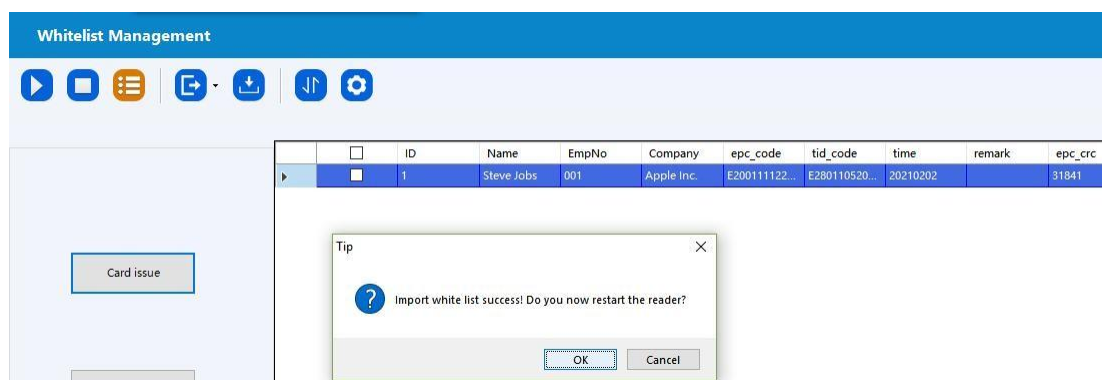 Whitelist Management
ID Name EmpNo Company epc_code tid_code time remark epc_crc
1 Steve Jobs 001 Apple Inc. E200111122... E280110520... 20210202 31841
Tip
Card issue
Import white list success! Do you now restart the reader?
OK Cancel